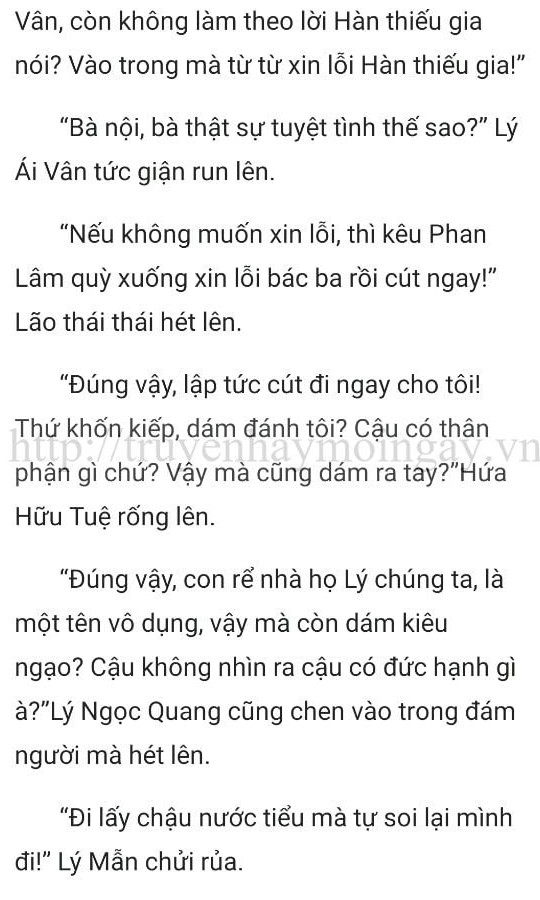 Vân, còn không làm theo lời Hàn thiếu gia
nói? Vào trong mà từ từ xin lỗi Hàn thiếu gia!”
“Bà nội, bà thật sự tuyệt tình thế sao?” Lý
Ái Vân tức giận run lên.
“Nếu không muốn xin lỗi, thì kêu Phan
Lâm quỳ xuống xin lỗi bác ba rồi cút ngay!”
Lão thái thái hét lên.
“Đúng vậy, lập tức cút đi ngay cho tôi!
Thứ khốn kiếp, dám đánh tôi? Cậu có thân
http://truyenhaymoingay.vn
phận gì chứ? Vậy mà cũng dám ra tay?”Hứa
Hữu Tuệ rống lên.
“Đúng vậy, con rể nhà họ Lý chúng ta, là
một tên vô dụng, vậy mà còn dám kiêu
ngạo? Cậu không nhìn ra cậu có đức hạnh gì
à?”Lý Ngọc Quang cũng chen vào trong đám
người mà hét lên.
“Đi lấy chậu nước tiểu mà tự soi lại mình
đi!” Lý Mẫn chửi rủa.